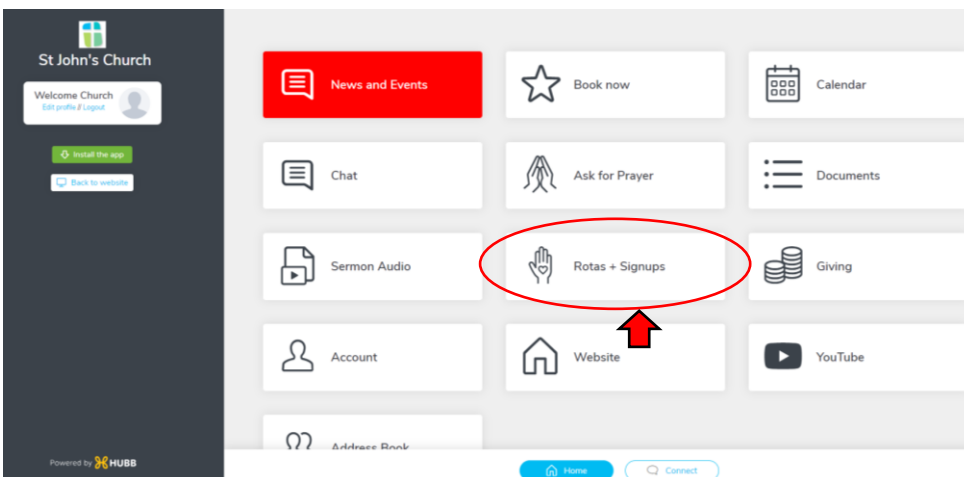 St John's Church
Welcome Church
Edit profile // Logout
Install the app
Back to website
Powered by HUBB
News and Events
Book now
Calendar
Chat
Ask for Prayer
Documents
Sermon Audio
Rotas + Signups
Giving
Account
Website
YouTube
Address Book
Home
Connect